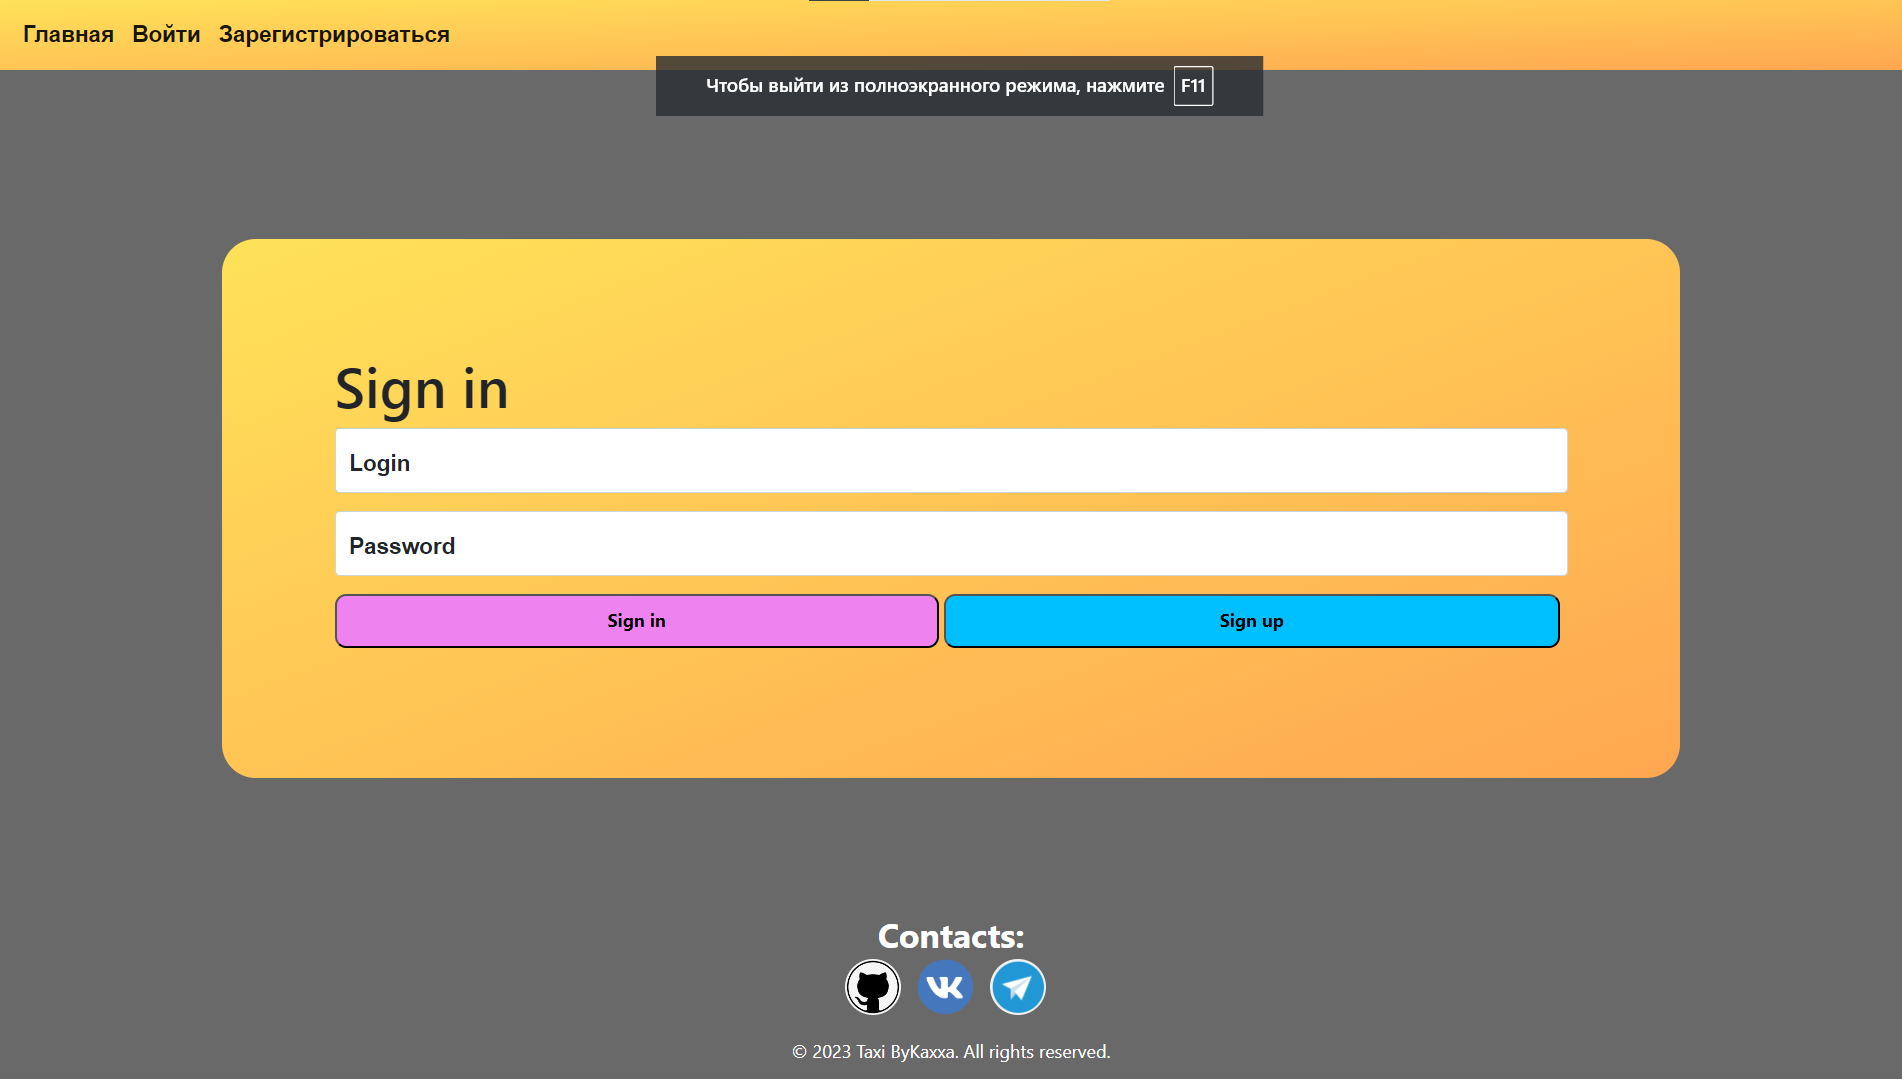 Главная Войти Зарегистрироваться
Чтобы выйти из полноэкранного режима, нажмите F11
Sign in
Login
Password
Sign in Sign up
Contacts:
© 2023 Taxi ByKaxxa. All rights reserved.